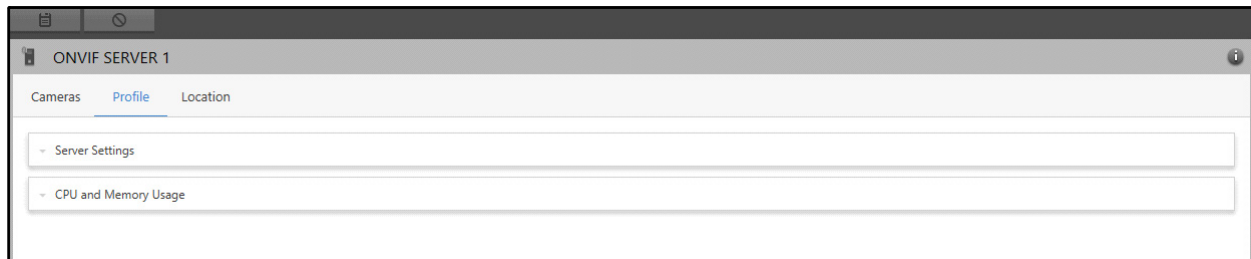 ONVIF SERVER 1
Cameras Profile Location
Server Settings
CPU and Memory Usage